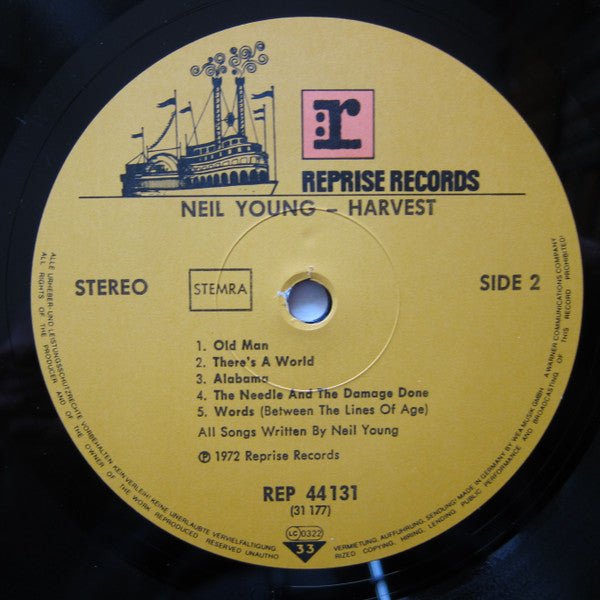 r
REPRISE RECORDS
NEIL YOUNG – HARVEST
STEREO
STEMRA
SIDE 2
1. Old Man
2. There's A World
3. Alabama
4. The Needle And The Damage Done
5. Words (Between The Lines Of Age)
All Songs Written By Neil Young
℗ 1972 Reprise Records
REP 44 131
(31 177)
LC 0322
33
ALLE URHEBER- UND LEISTUNGSSCHUTZRECHTE VORBEHALTEN. KEIN VERLEIH! KEINE UNERLAUBTE VERVIELFÄLTIGUNG
VERMIETUNG, AUFFÜHRUNG, SENDUNG! MADE IN GERMANY BY WEA MUSIK GMBH A WARNER COMMUNICATIONS COMPANY
ALL RIGHTS OF THE PRODUCER AND OF THE OWNER OF THE WORK REPRODUCED RESERVED UNAUTHO
RIZED COPYING, HIRING, LENDING, PUBLIC PERFORMANCE AND BROADCASTING OF THIS RECORD PROHIBITED!